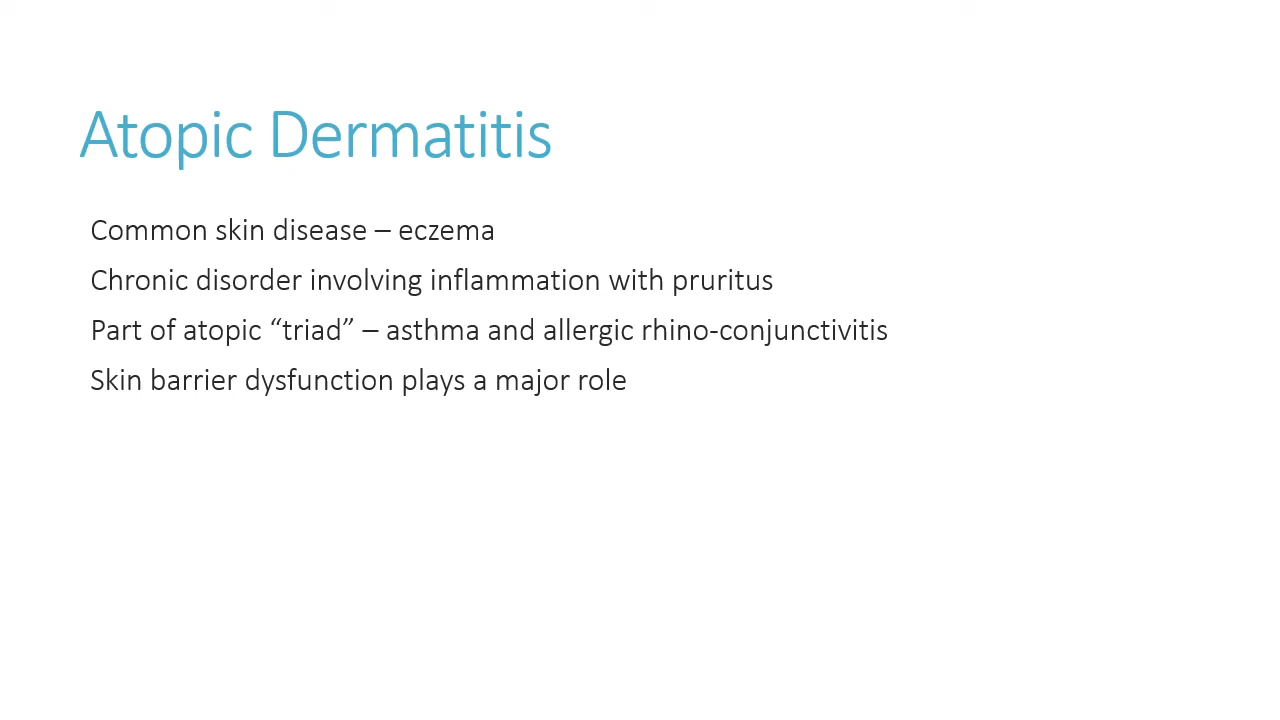 Atopic Dermatitis
Common skin disease – eczema
Chronic disorder involving inflammation with pruritus
Part of atopic “triad” – asthma and allergic rhino-conjunctivitis
Skin barrier dysfunction plays a major role